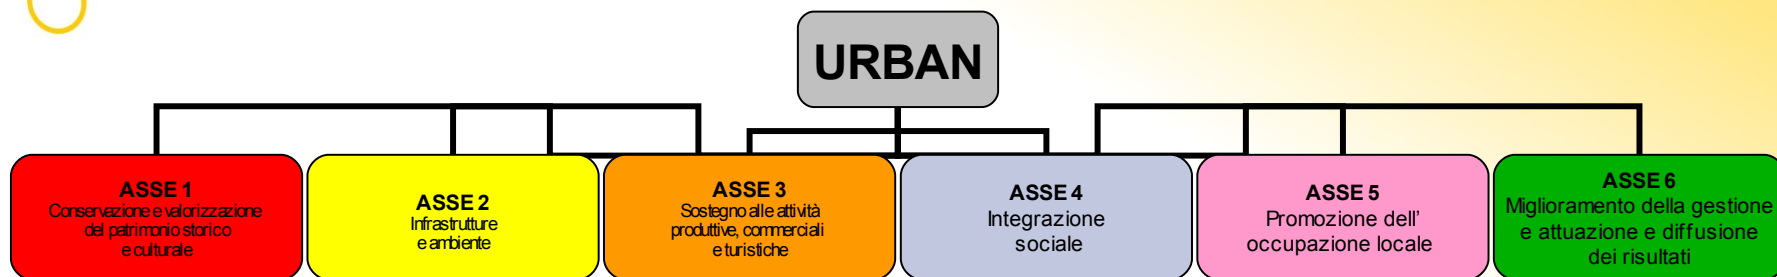 URBAN
ASSE 1
Conservazione e valorizzazione
del patrimonio storico
e culturale
ASSE 2
Infrastrutture
e ambiente
ASSE 3
Sostegno alle attività
produttive, commerciali
e turistiche
ASSE 4
Integrazione
sociale
ASSE 5
Promozione dell’
occupazione locale
ASSE 6
Miglioramento della gestione
e attuazione e diffusione
dei risultati